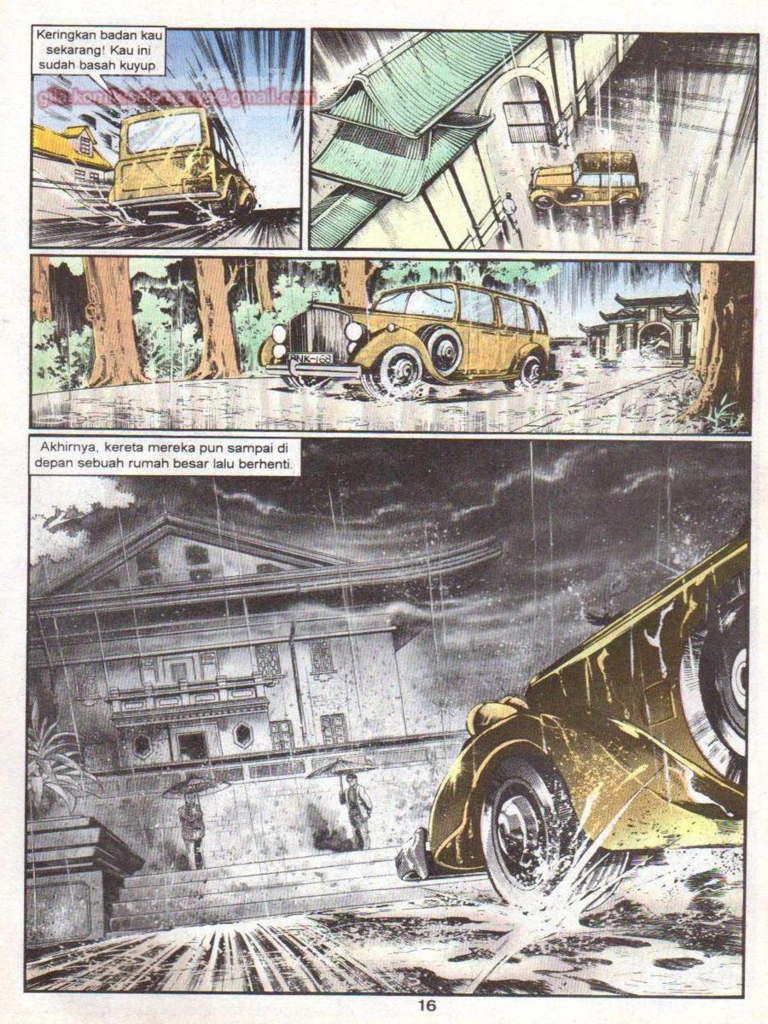 Keringkan badan kau
sekarang! Kau ini
sudah basah kuyup.
Akhirnya, kereta mereka pun sampai di
depan sebuah rumah besar lalu berhenti.
16